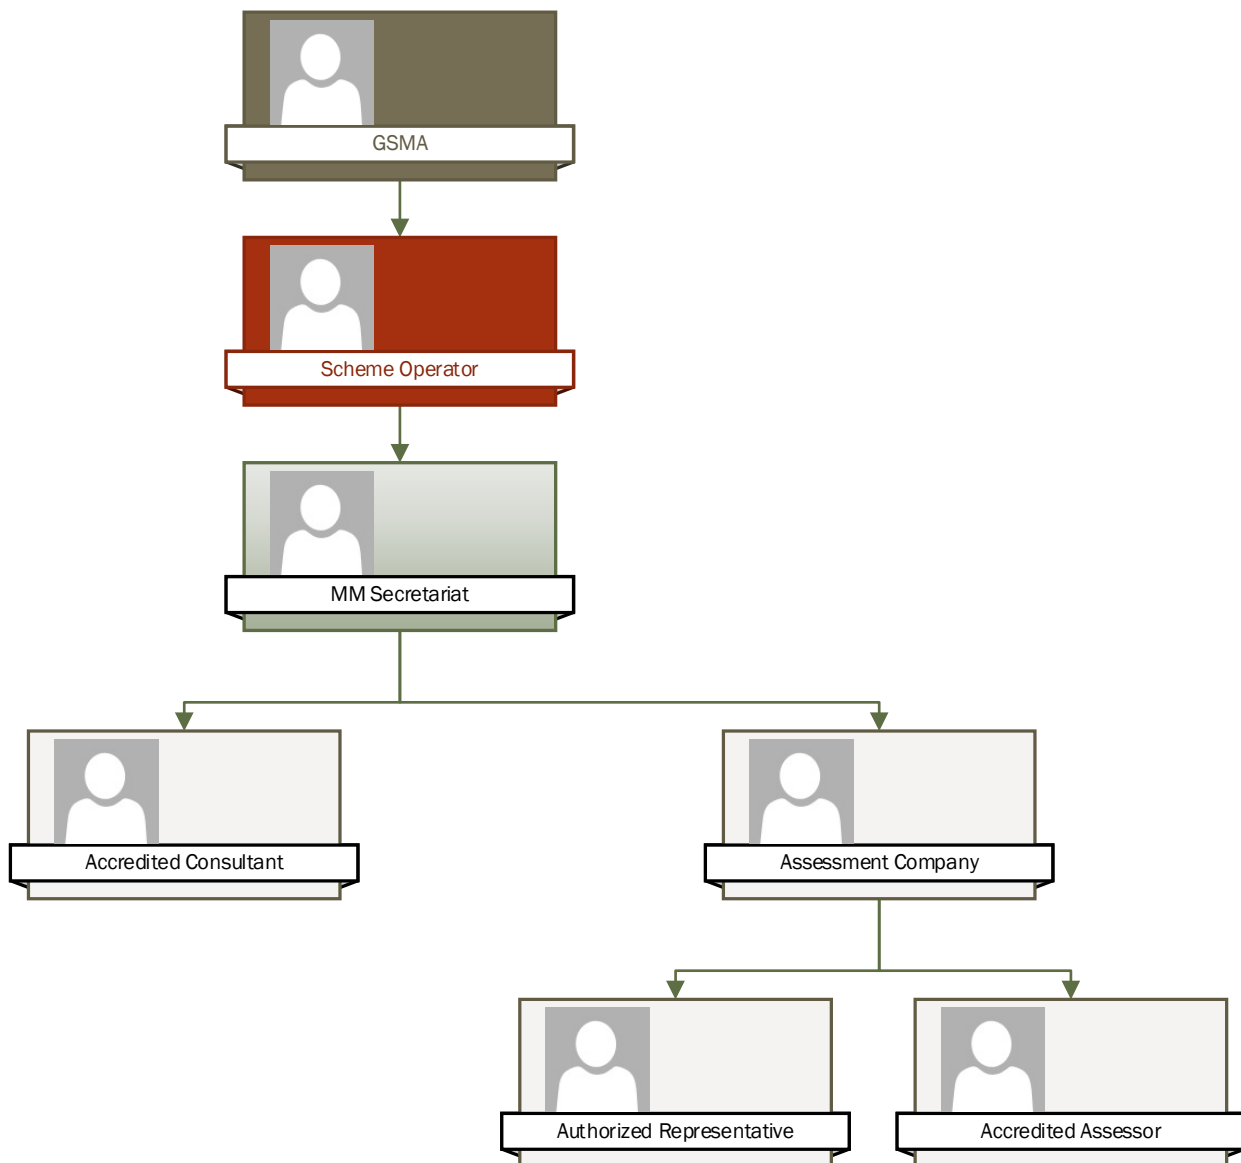 GSMA
Scheme Operator
MM Secretariat
Accredited Consultant
Assessment Company
Authorized Representative
Accredited Assessor